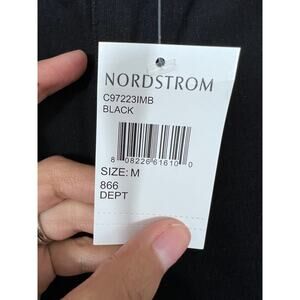 NORDSTROM
C97223IMB
BLACK
8 08226 61610 0
SIZE: M
866
DEPT